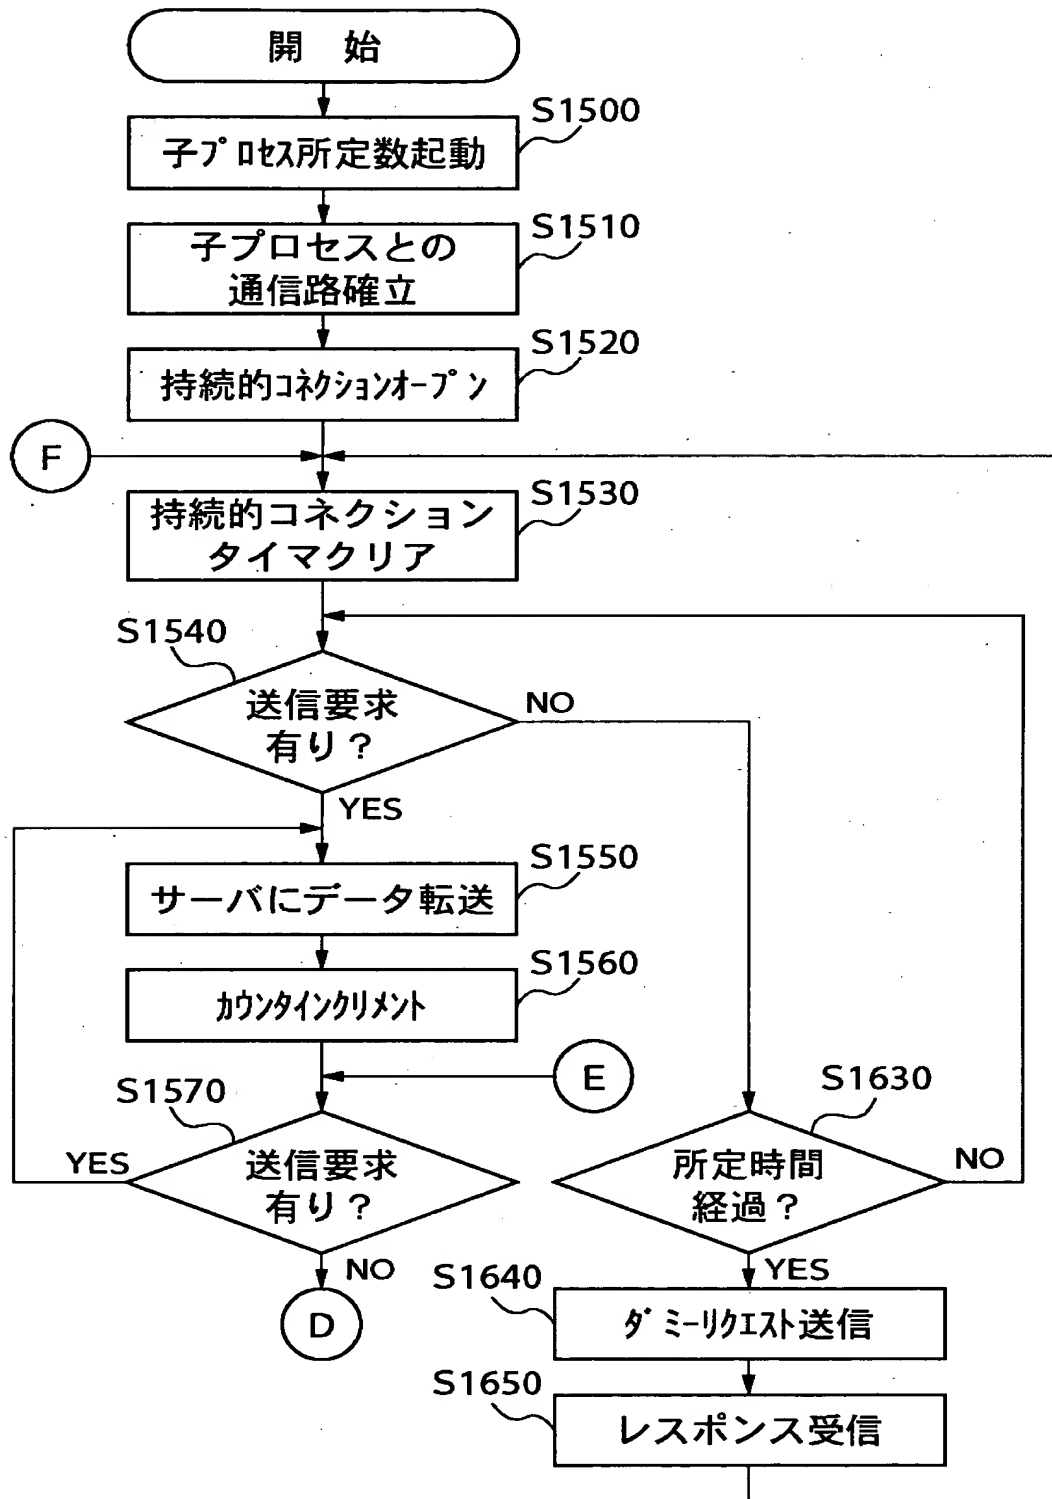 開 始
S1500
子プロセス所定数起動
S1510
子プロセスとの
通信路確立
S1520
持続的コネクションオープン
F
S1530
持続的コネクション
タイマクリア
S1540
送信要求
有り？
NO
YES
S1550
サーバにデータ転送
S1560
カウンタインクリメント
E
S1570
送信要求
有り？
YES
NO
D
S1630
所定時間
経過？
NO
YES
S1640
ダミーリクエスト送信
S1650
レスポンス受信